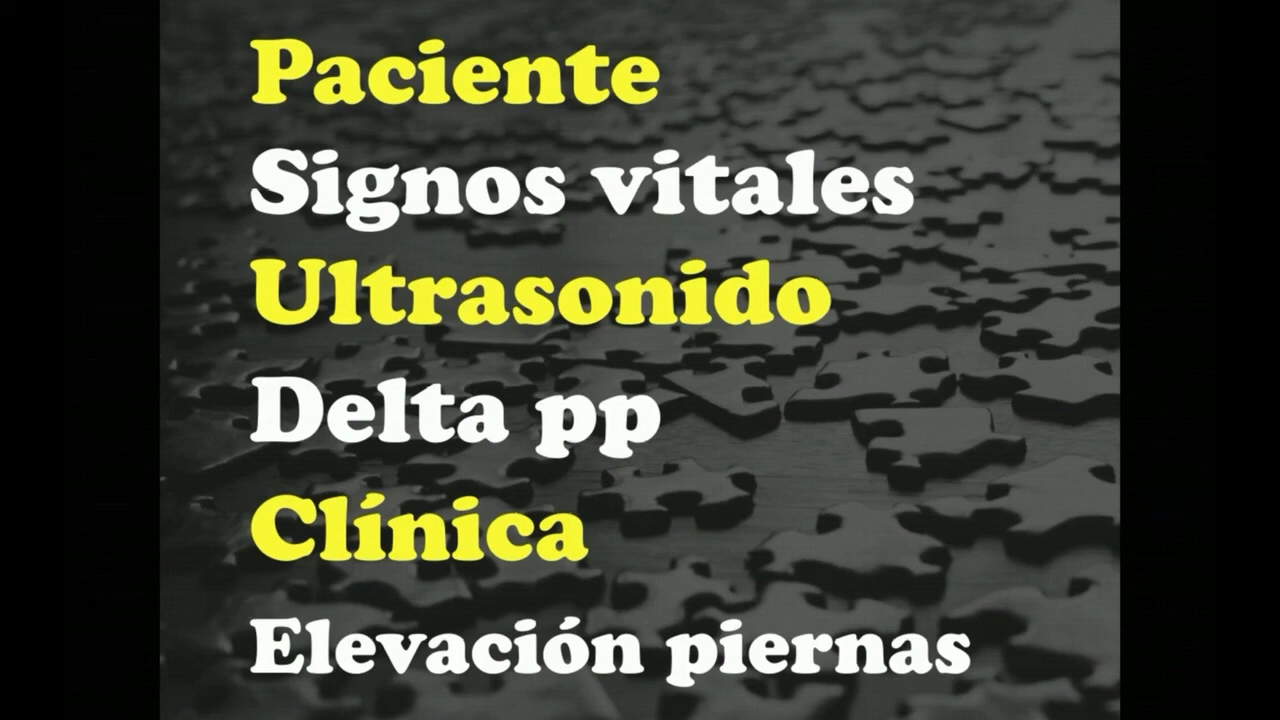 Paciente
Signos vitales
Ultrasonido
Delta pp
Clínica
Elevación piernas